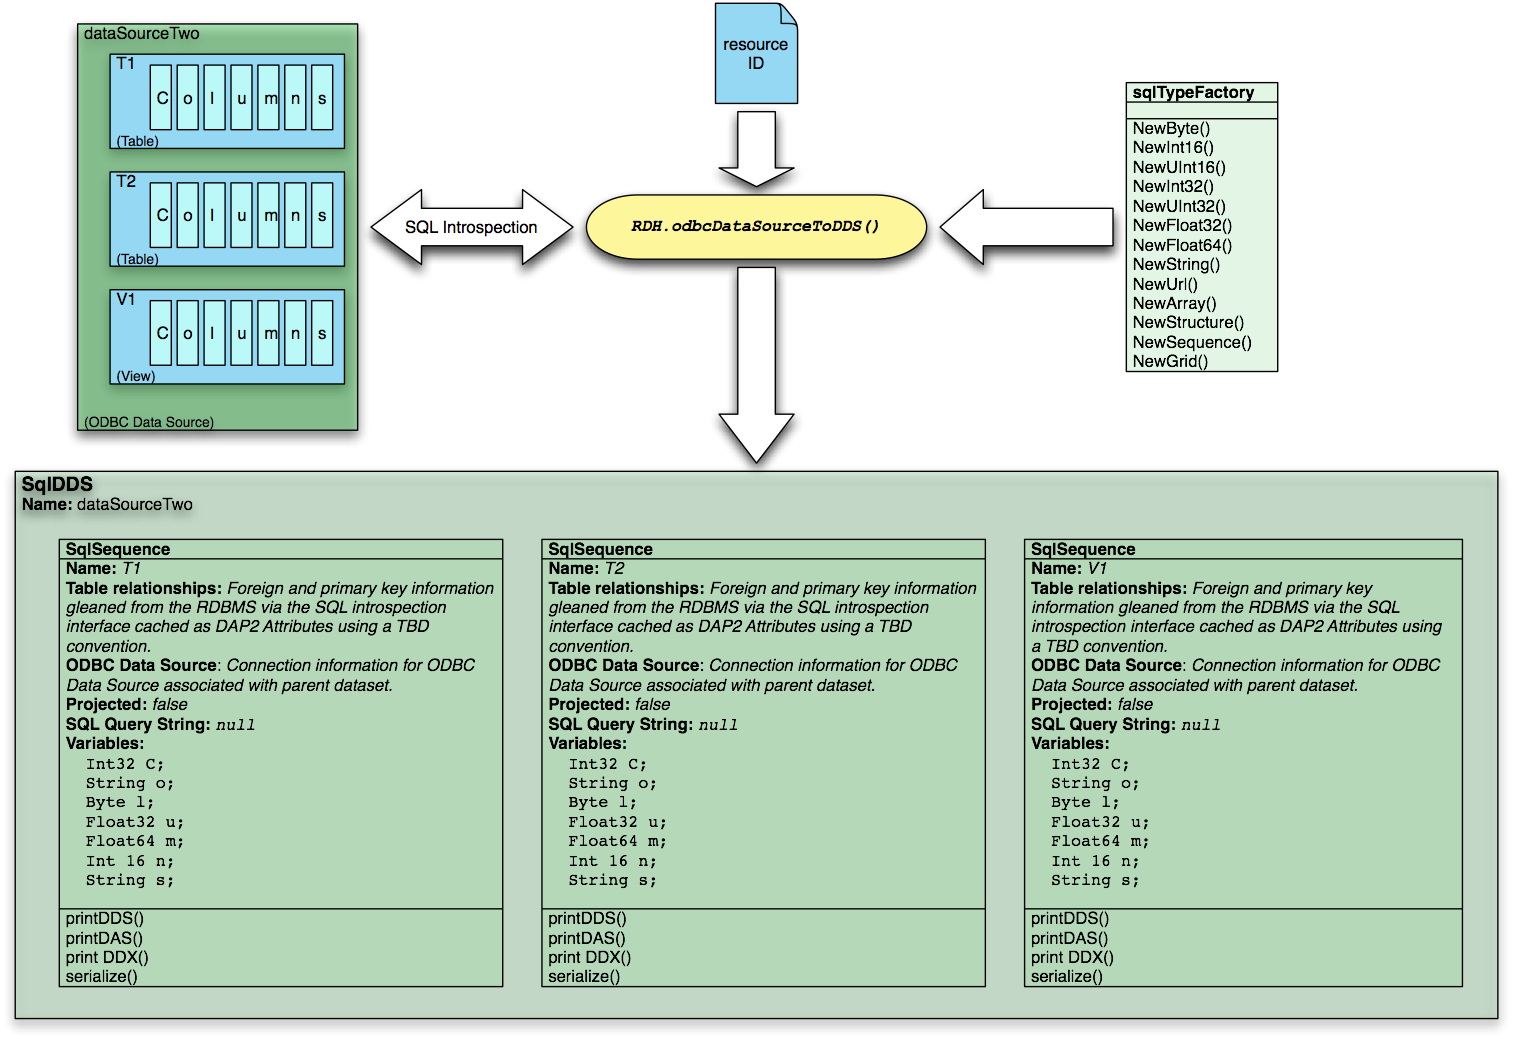 dataSourceTwo
T1
C o l u m n s
(Table)
T2
C o l u m n s
(Table)
V1
C o l u m n s
(View)
(ODBC Data Source)
SQL Introspection
resource
ID
RDH.odbcDataSourceToDDS()
sqlTypeFactory
NewByte()
NewInt16()
NewUInt16()
NewInt32()
NewUInt32()
NewFloat32()
NewFloat64()
NewString()
NewUrl()
NewArray()
NewStructure()
NewSequence()
NewGrid()
SqlDDS
Name: dataSourceTwo
SqlSequence
Name: T1
Table relationships: Foreign and primary key information
gleaned from the RDBMS via the SQL introspection
interface cached as DAP2 Attributes using a TBD
convention.
ODBC Data Source: Connection information for ODBC
Data Source associated with parent dataset.
Projected: false
SQL Query String: null
Variables:
Int32 C;
String o;
Byte l;
Float32 u;
Float64 m;
Int 16 n;
String s;
printDDS()
printDAS()
print DDX()
serialize()
SqlSequence
Name: T2
Table relationships: Foreign and primary key information
gleaned from the RDBMS via the SQL introspection
interface cached as DAP2 Attributes using a TBD
convention.
ODBC Data Source: Connection information for ODBC
Data Source associated with parent dataset.
Projected: false
SQL Query String: null
Variables:
Int32 C;
String o;
Byte l;
Float32 u;
Float64 m;
Int 16 n;
String s;
printDDS()
printDAS()
print DDX()
serialize()
SqlSequence
Name: V1
Table relationships: Foreign and primary key
information gleaned from the RDBMS via the SQL
introspection interface cached as DAP2 Attributes using
a TBD convention.
ODBC Data Source: Connection information for ODBC
Data Source associated with parent dataset.
Projected: false
SQL Query String: null
Variables:
Int32 C;
String o;
Byte l;
Float32 u;
Float64 m;
Int 16 n;
String s;
printDDS()
printDAS()
print DDX()
serialize()